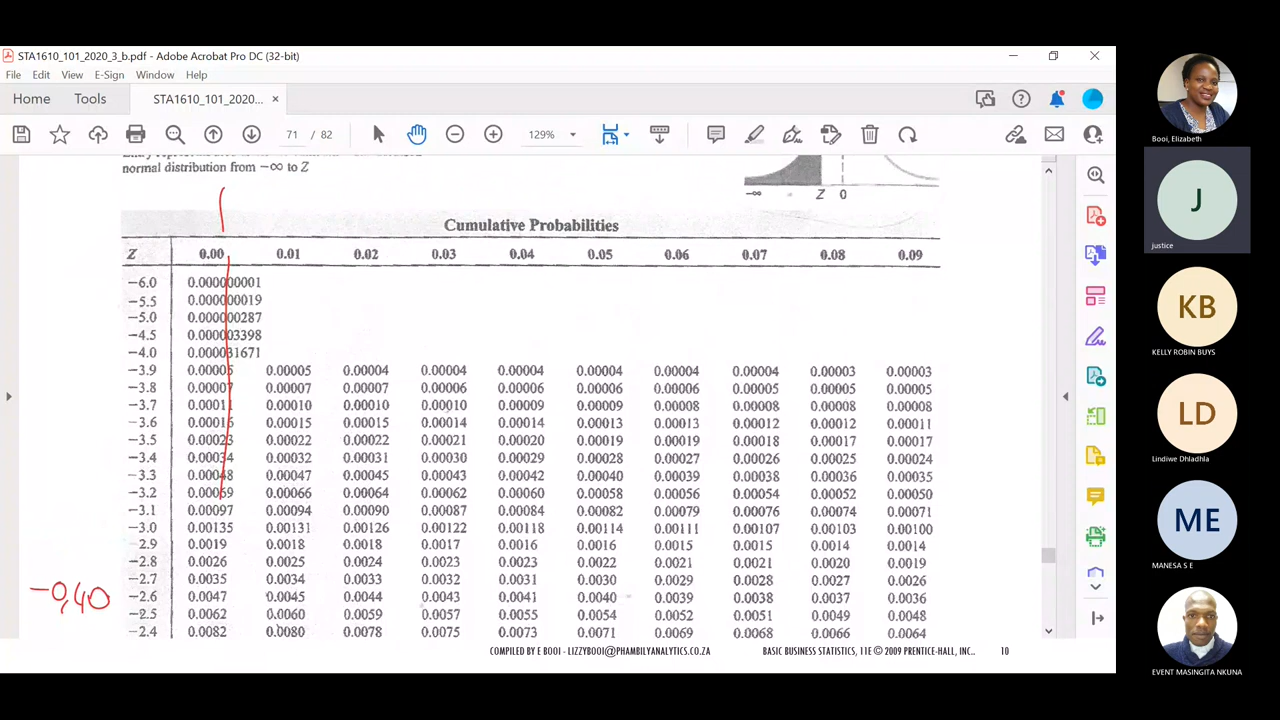 STA1610_101_2020_3_b.pdf - Adobe Acrobat Pro DC (32-bit)
File Edit View E-Sign Window Help
Home Tools STA1610_101_2020... ×
71 / 82 129%
normal distribution from −∞ to Z
−∞ Z 0
Cumulative Probabilities
Z 0.00 0.01 0.02 0.03 0.04 0.05 0.06 0.07 0.08 0.09
−6.0 0.000000001
−5.5 0.000000019
−5.0 0.000000287
−4.5 0.000003398
−4.0 0.000031671
−3.9 0.00005 0.00005 0.00004 0.00004 0.00004 0.00004 0.00004 0.00004 0.00003 0.00003
−3.8 0.00007 0.00007 0.00007 0.00006 0.00006 0.00006 0.00006 0.00005 0.00005 0.00005
−3.7 0.00011 0.00010 0.00010 0.00010 0.00009 0.00009 0.00008 0.00008 0.00008 0.00008
−3.6 0.00016 0.00015 0.00015 0.00014 0.00014 0.00013 0.00013 0.00012 0.00012 0.00011
−3.5 0.00023 0.00022 0.00022 0.00021 0.00020 0.00019 0.00019 0.00018 0.00017 0.00017
−3.4 0.00034 0.00032 0.00031 0.00030 0.00029 0.00028 0.00027 0.00026 0.00025 0.00024
−3.3 0.00048 0.00047 0.00045 0.00043 0.00042 0.00040 0.00039 0.00038 0.00036 0.00035
−3.2 0.00069 0.00066 0.00064 0.00062 0.00060 0.00058 0.00056 0.00054 0.00052 0.00050
−3.1 0.00097 0.00094 0.00090 0.00087 0.00084 0.00082 0.00079 0.00076 0.00074 0.00071
−3.0 0.00135 0.00131 0.00126 0.00122 0.00118 0.00114 0.00111 0.00107 0.00103 0.00100
−2.9 0.0019 0.0018 0.0018 0.0017 0.0016 0.0016 0.0015 0.0015 0.0014 0.0014
−2.8 0.0026 0.0025 0.0024 0.0023 0.0023 0.0022 0.0021 0.0021 0.0020 0.0019
−2.7 0.0035 0.0034 0.0033 0.0032 0.0031 0.0030 0.0029 0.0028 0.0027 0.0026
−2.6 0.0047 0.0045 0.0044 0.0043 0.0041 0.0040 0.0039 0.0038 0.0037 0.0036
−2.5 0.0062 0.0060 0.0059 0.0057 0.0055 0.0054 0.0052 0.0051 0.0049 0.0048
−2.4 0.0082 0.0080 0.0078 0.0075 0.0073 0.0071 0.0069 0.0068 0.0066 0.0064
−0,40
COMPILED BY E BOOI - LIZZYBOOI@PHAMBILYANALYTICS.CO.ZA BASIC BUSINESS STATISTICS, 11E © 2009 PRENTICE-HALL, INC.. 10
Booi, Elizabeth
J
justice
KB
KELLY ROBIN BUYS
LD
Lindiwe Dhladhla
ME
MANESA S E
EVENT MASINGITA NKUNA